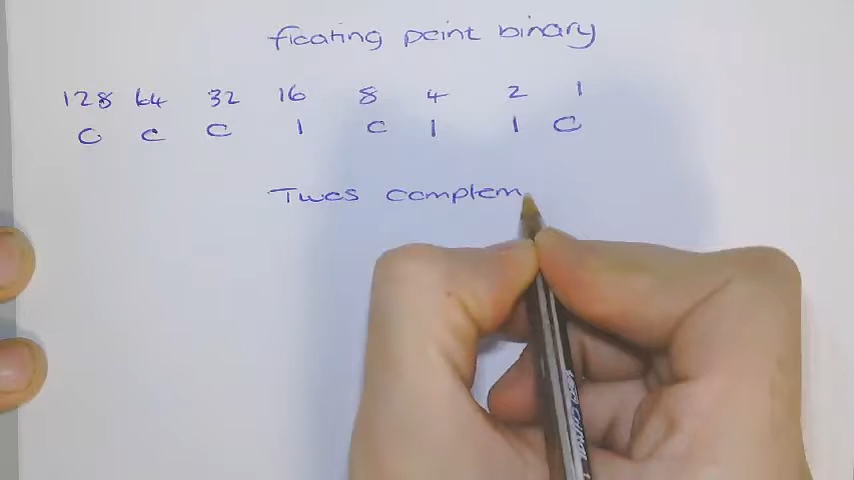 floating point binary
128 64 32 16 8 4 2 1
0 0 0 1 0 1 1 0
Twos complem